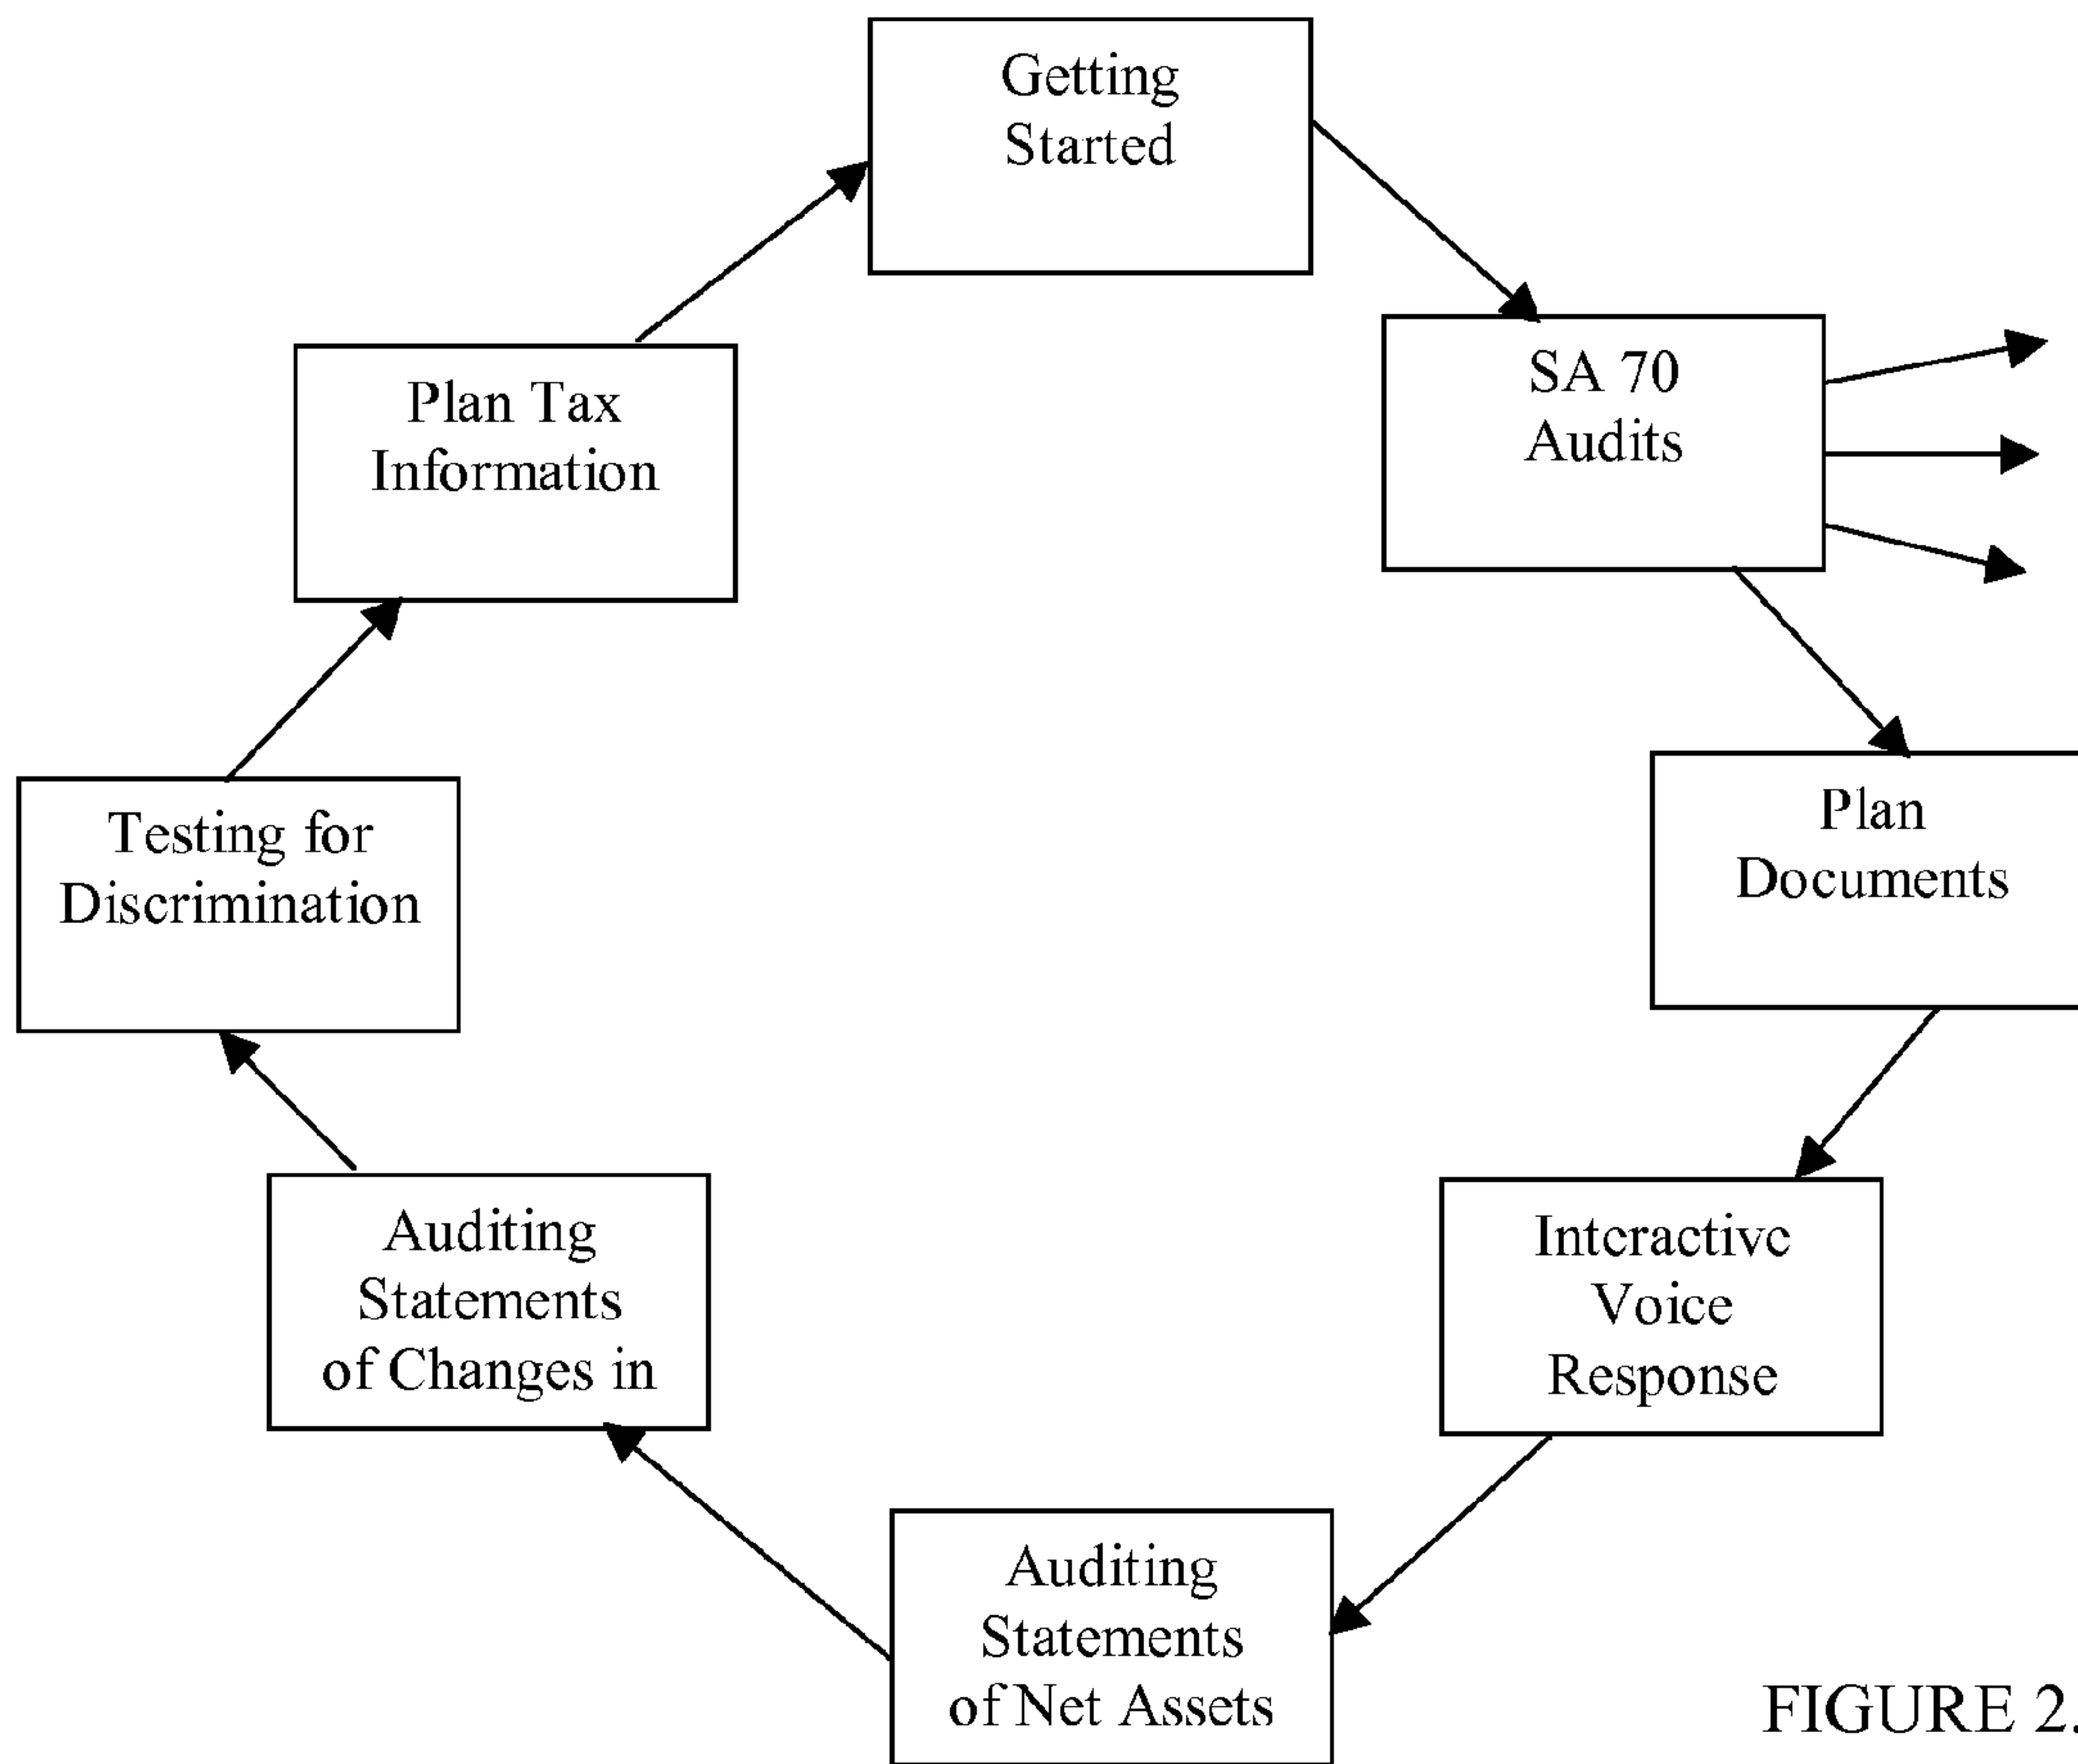 Getting
Started
SA 70
Audits
Plan
Documents
Interactive
Voice
Response
Auditing
Statements
of Net Assets
Auditing
Statements
of Changes in
Testing for
Discrimination
Plan Tax
Information
FIGURE 2.